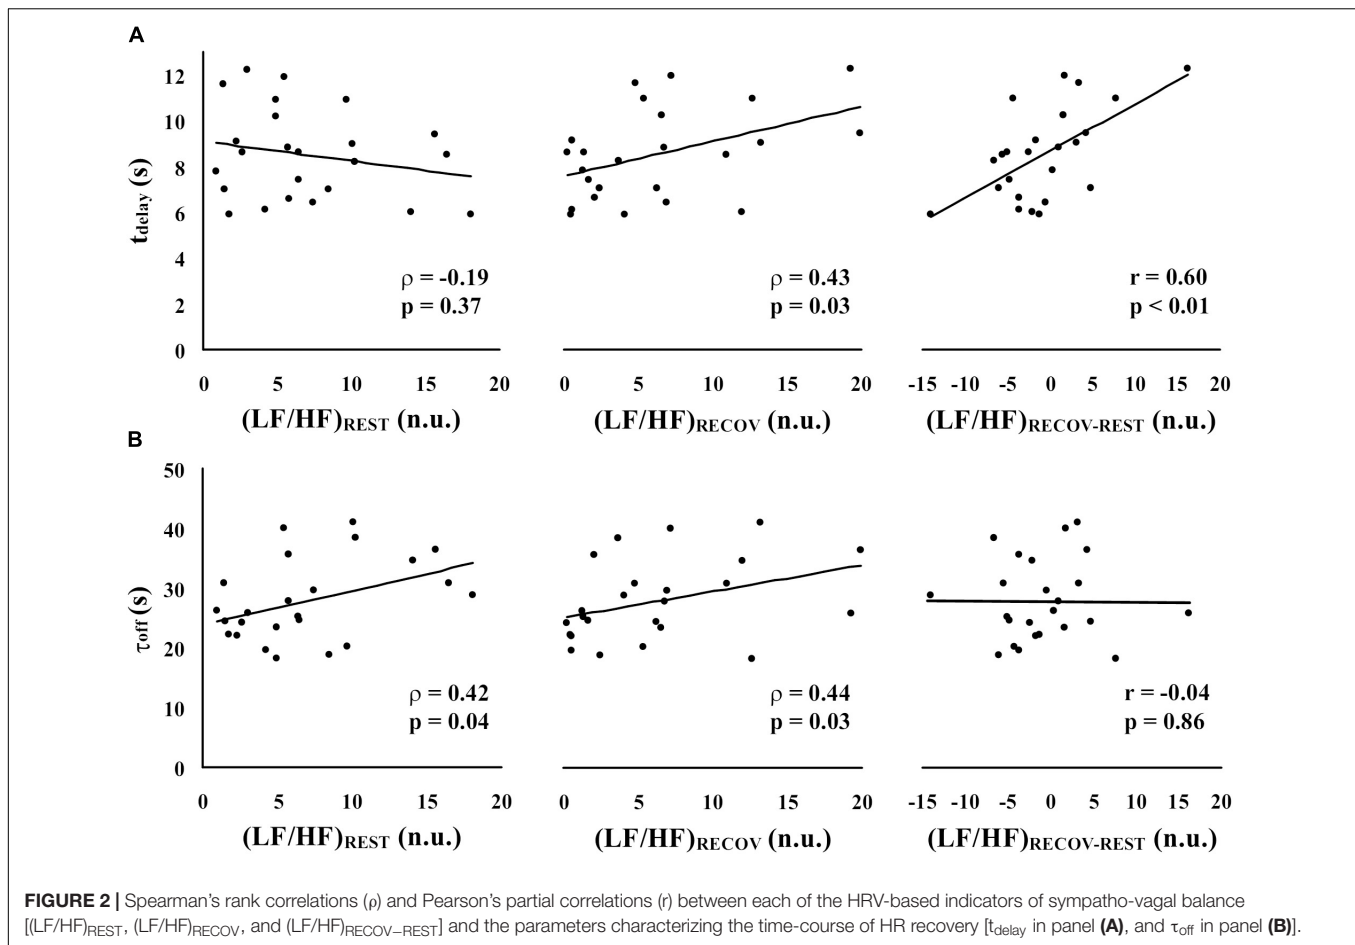 A
12
10
8
6
4
2
0
tdelay (s)
ρ = -0.19
p = 0.37
0 5 10 15 20
(LF/HF)REST (n.u.)
ρ = 0.43
p = 0.03
0 5 10 15 20
(LF/HF)RECOV (n.u.)
r = 0.60
p < 0.01
-15 -10 -5 0 5 10 15 20
(LF/HF)RECOV-REST (n.u.)
B
50
40
30
20
10
0
τoff (s)
ρ = 0.42
p = 0.04
0 5 10 15 20
(LF/HF)REST (n.u.)
ρ = 0.44
p = 0.03
0 5 10 15 20
(LF/HF)RECOV (n.u.)
r = -0.04
p = 0.86
-15 -10 -5 0 5 10 15 20
(LF/HF)RECOV-REST (n.u.)
FIGURE 2 | Spearman's rank correlations (ρ) and Pearson's partial correlations (r) between each of the HRV-based indicators of sympatho-vagal balance
[(LF/HF)REST, (LF/HF)RECOV, and (LF/HF)RECOV−REST] and the parameters characterizing the time-course of HR recovery [tdelay in panel (A), and τoff in panel (B)].